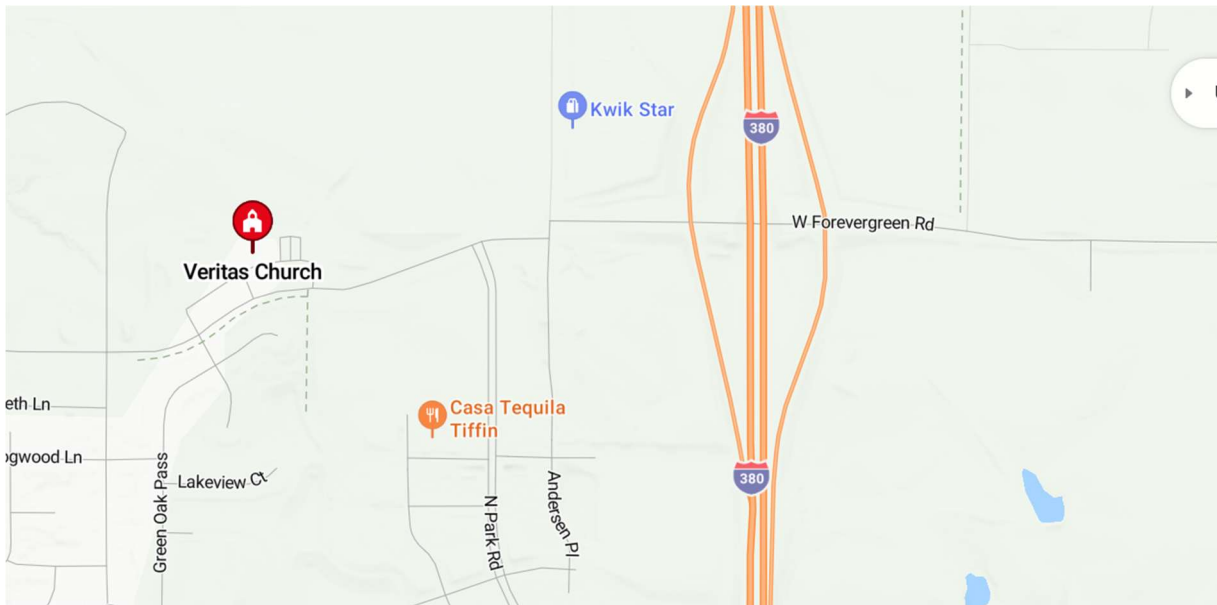 Kwik Star
380
W Forevergreen Rd
Veritas Church
eth Ln
Casa Tequila
Tiffin
ogwood Ln
Lakeview Ct
380
Green Oak Pass
N Park Rd
Andersen Pl